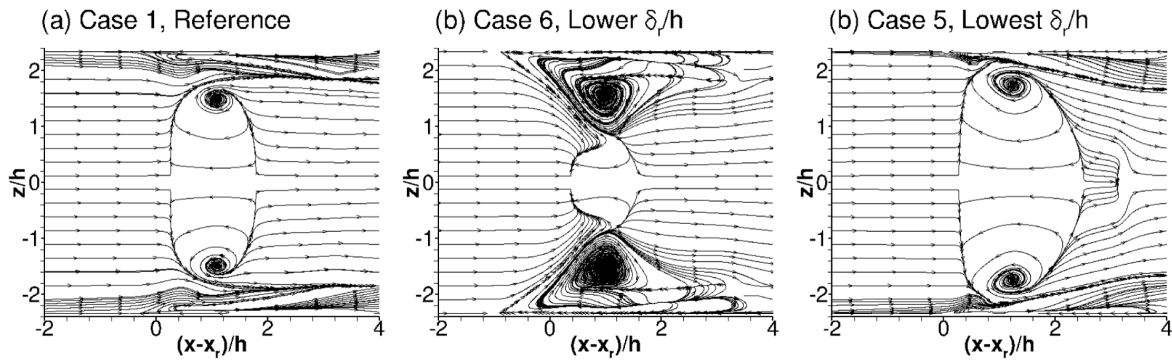 (a) Case 1, Reference
(b) Case 6, Lower δr/h
(b) Case 5, Lowest δr/h
z/h
2
1
0
-1
-2
-2 0 2 4
(x-xr)/h
z/h
2
1
0
-1
-2
-2 0 2 4
(x-xr)/h
z/h
2
1
0
-1
-2
-2 0 2 4
(x-xr)/h